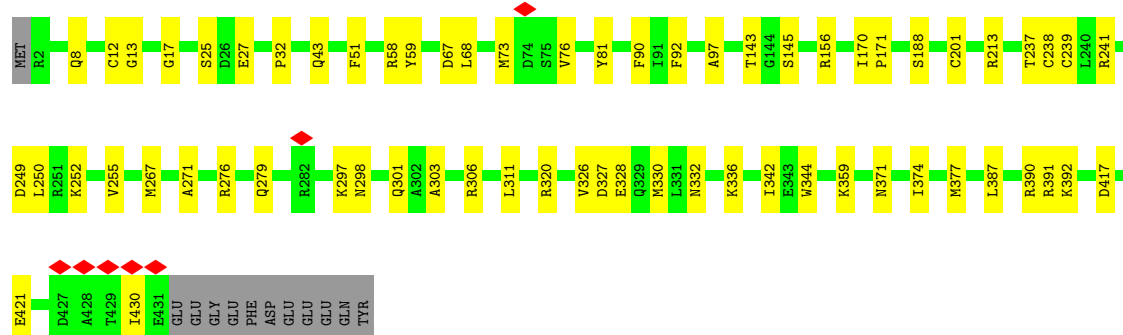 MET R2 Q8 C12 G13 G17 S25 D26 E27 P32 Q43 F51 R58 Y59 D67 L68 M73 D74 S75 V76 Y81 F90 I91 F92 A97 T143 G144 S145 R156 I170 P171 S188 C201 R213 T237 C238 C239 L240 R241
D249 L250 R251 K252 V255 M267 A271 R276 Q279 R282 K297 N298 Q301 A302 A303 R306 L311 R320 V326 D327 E328 Q329 M330 L331 N332 K336 I342 E343 W344 K359 N371 I374 M377 L387 R390 R391 K392 D417
E421 D427 A428 T429 I430 E431 GLU GLU GLY GLU PHE ASP GLU GLU GLU GLN TYR